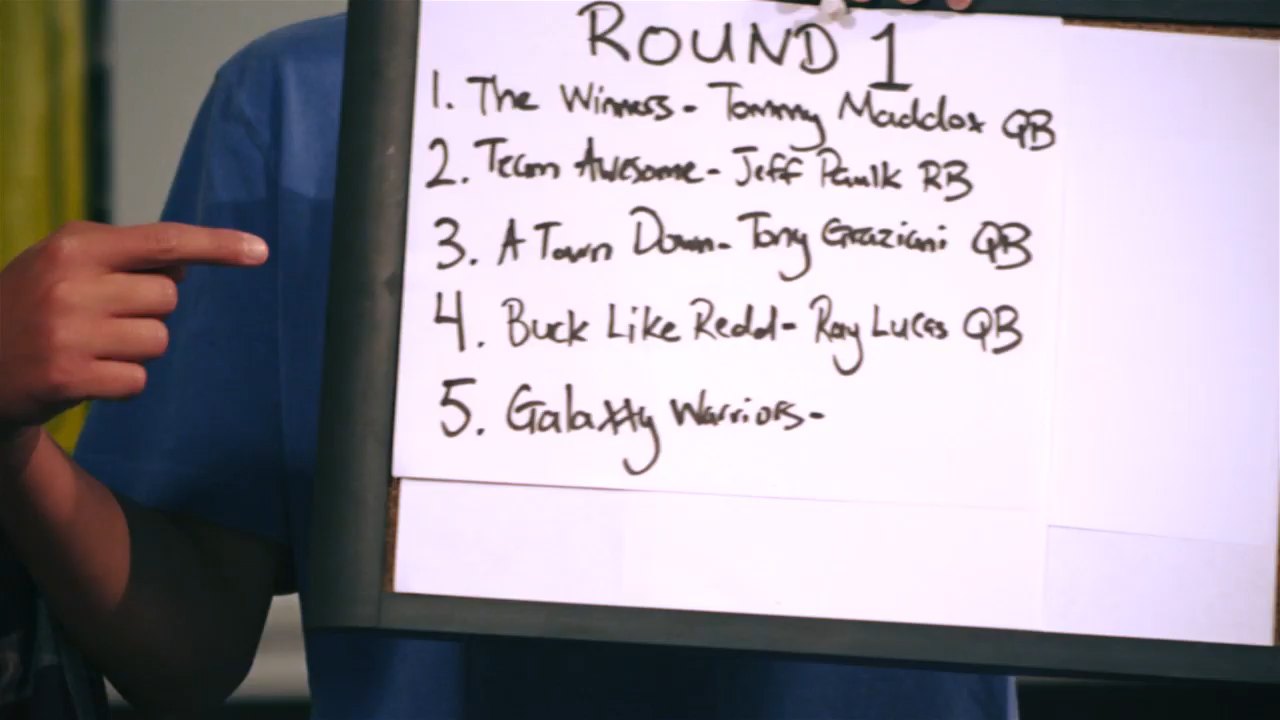 ROUND 1
1. The Winners - Tommy Maddox QB
2. Team Awesome - Jeff Paulk RB
3. A Town Down - Tony Graziani QB
4. Buck Like Redd - Ray Lucas QB
5. Galaxy Warriors -